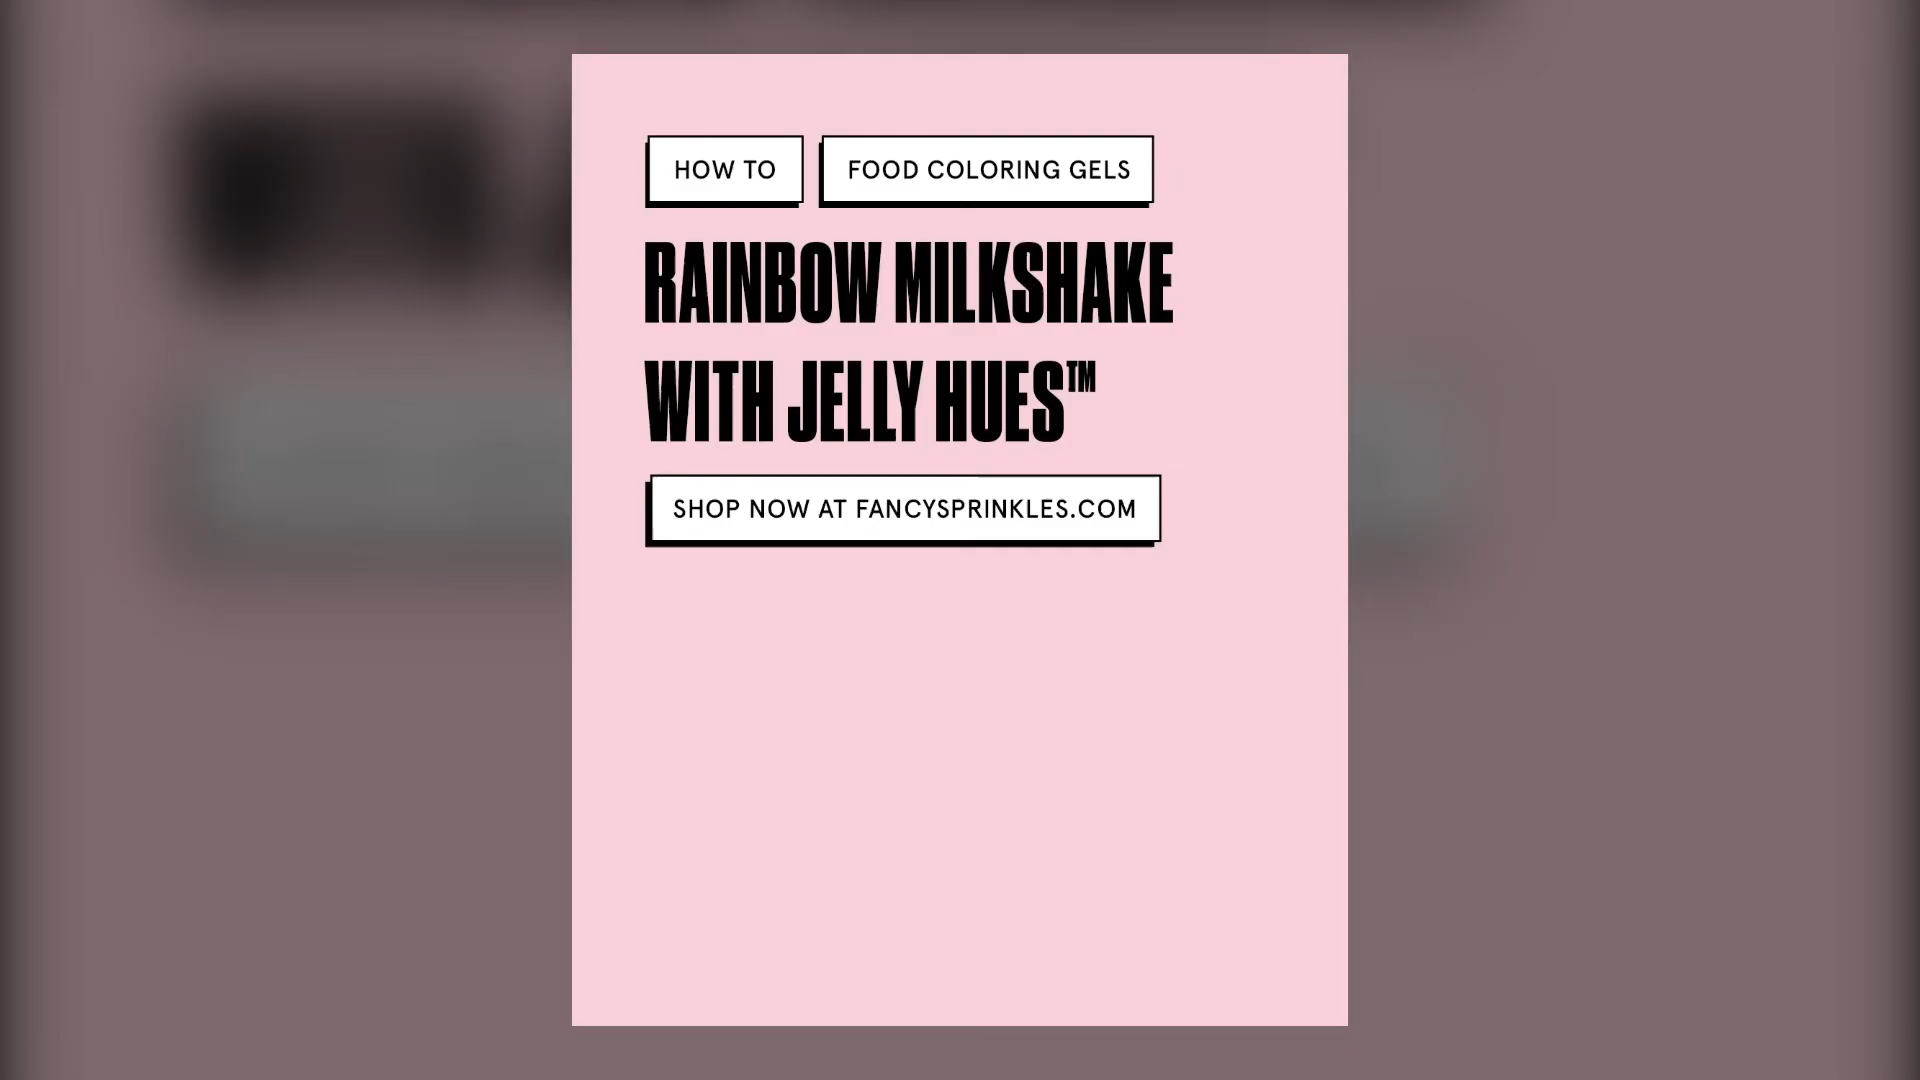 HOW TO FOOD COLORING GELS
RAINBOW MILKSHAKE
WITH JELLY HUES™
SHOP NOW AT FANCYSPRINKLES.COM